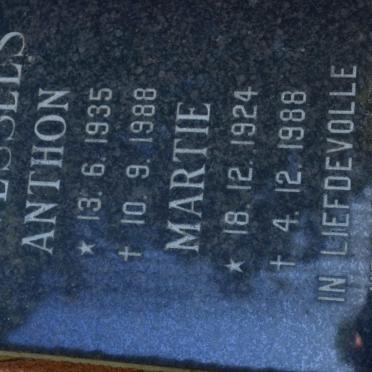 ANTHON
★ 13. 6. 1935
† 10. 9. 1988
MARTIE
★ 18. 12. 1924
† 4. 12. 1988
IN LIEFDEVOLLE